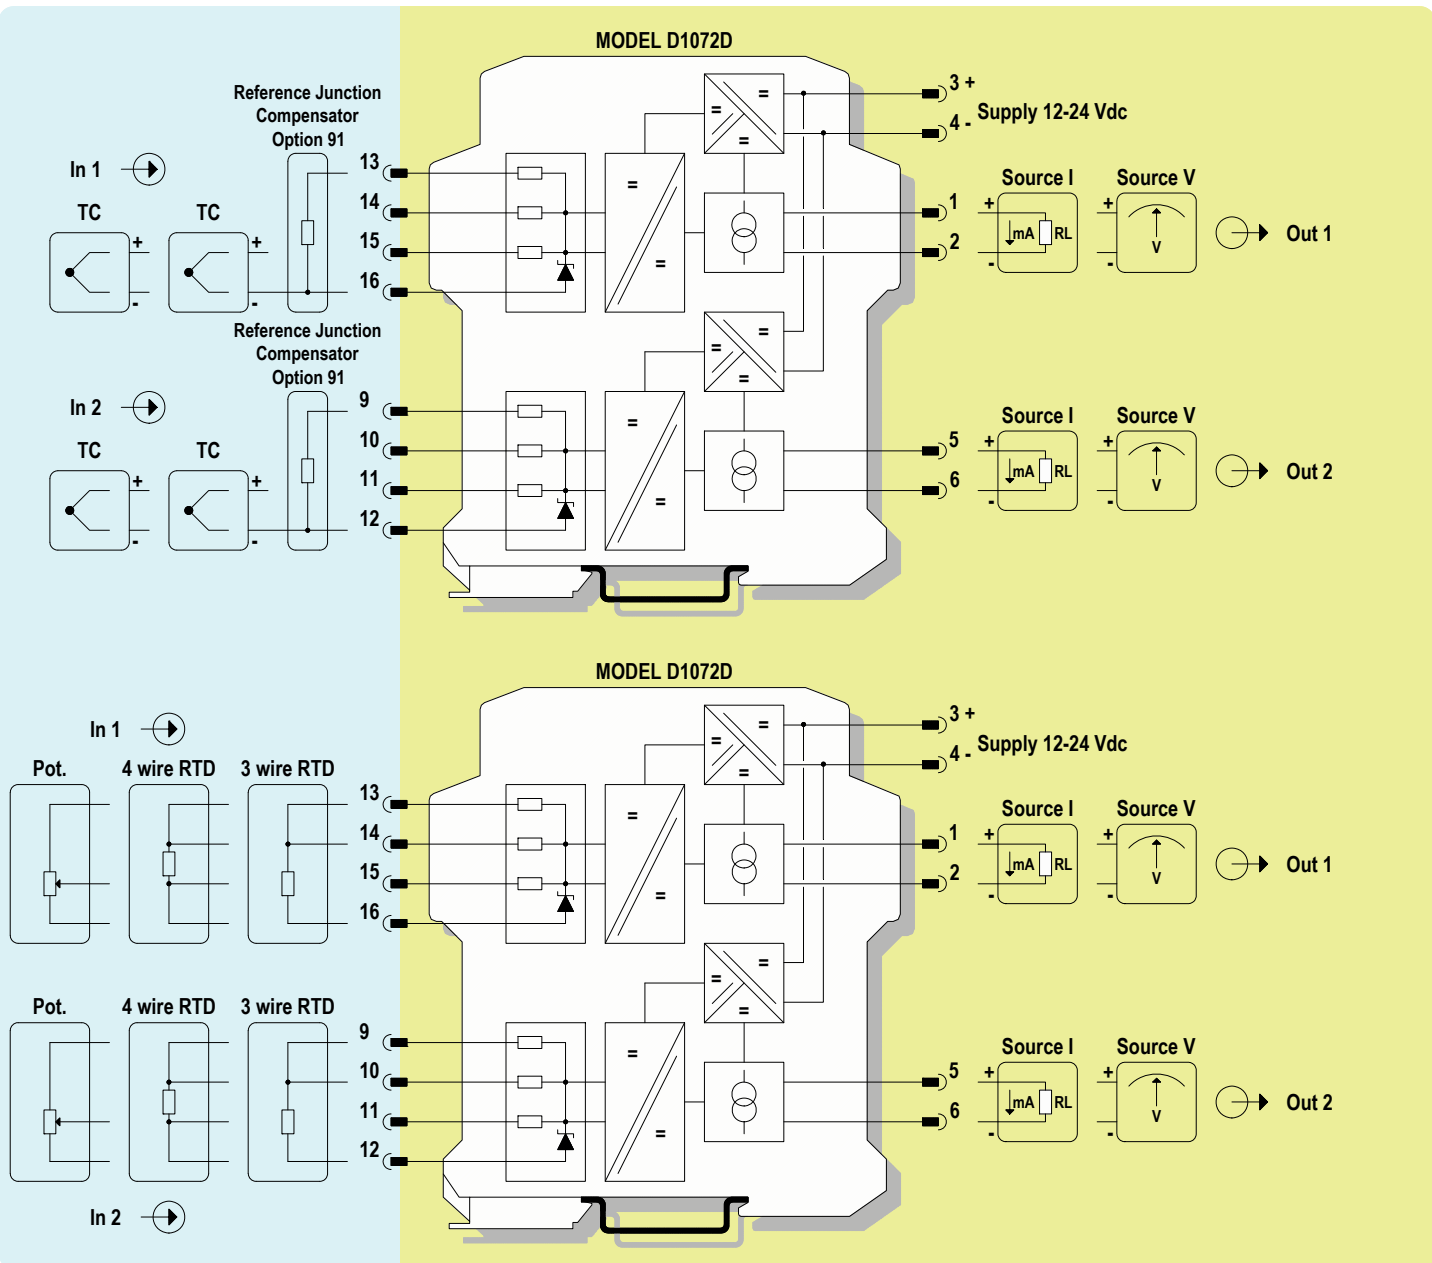 MODEL D1072D
Reference Junction
Compensator
Option 91
In 1
TC
TC
+
-
+
-
13
14
15
16
=
=
=
=
=
3 +
4 -
Supply 12-24 Vdc
1
2
Source I
+
-
mA
RL
Source V
+
-
V
Out 1
Reference Junction
Compensator
Option 91
In 2
TC
TC
+
-
+
-
9
10
11
12
=
=
=
=
=
5
6
Source I
+
-
mA
RL
Source V
+
-
V
Out 2
MODEL D1072D
In 1
Pot.
4 wire RTD
3 wire RTD
13
14
15
16
=
=
=
=
=
3 +
4 -
Supply 12-24 Vdc
1
2
Source I
+
-
mA
RL
Source V
+
-
V
Out 1
Pot.
4 wire RTD
3 wire RTD
9
10
11
12
=
=
=
=
=
5
6
Source I
+
-
mA
RL
Source V
+
-
V
Out 2
In 2